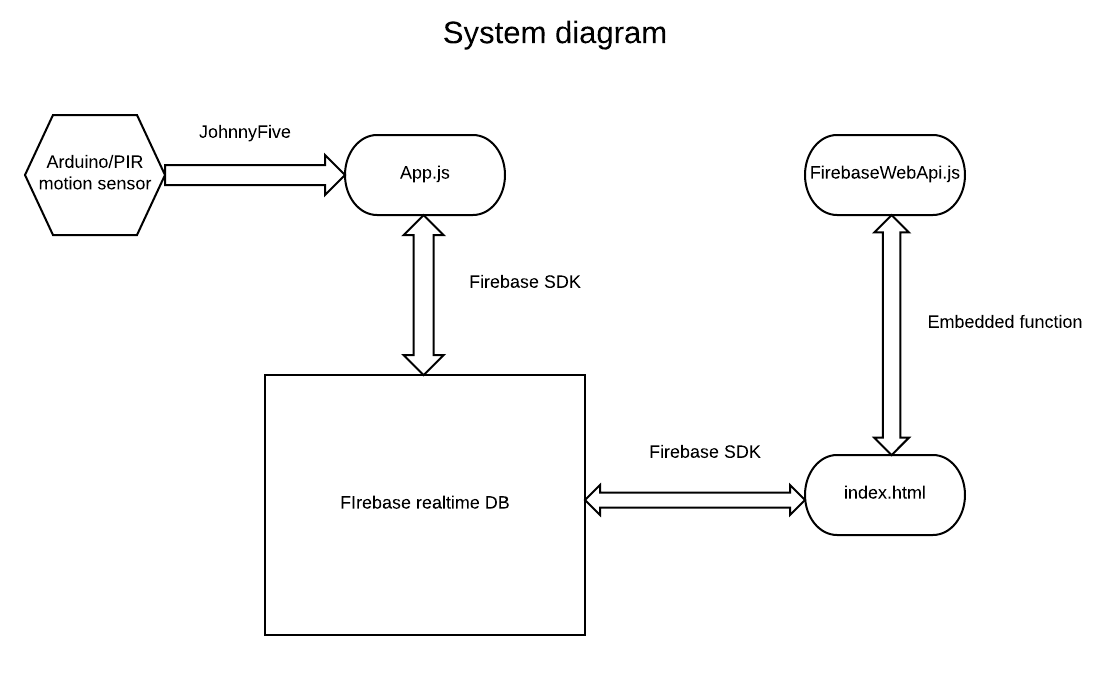 System diagram
JohnnyFive
Arduino/PIR
motion sensor
App.js
FirebaseWebApi.js
Firebase SDK
Embedded function
Firebase SDK
FIrebase realtime DB
index.html